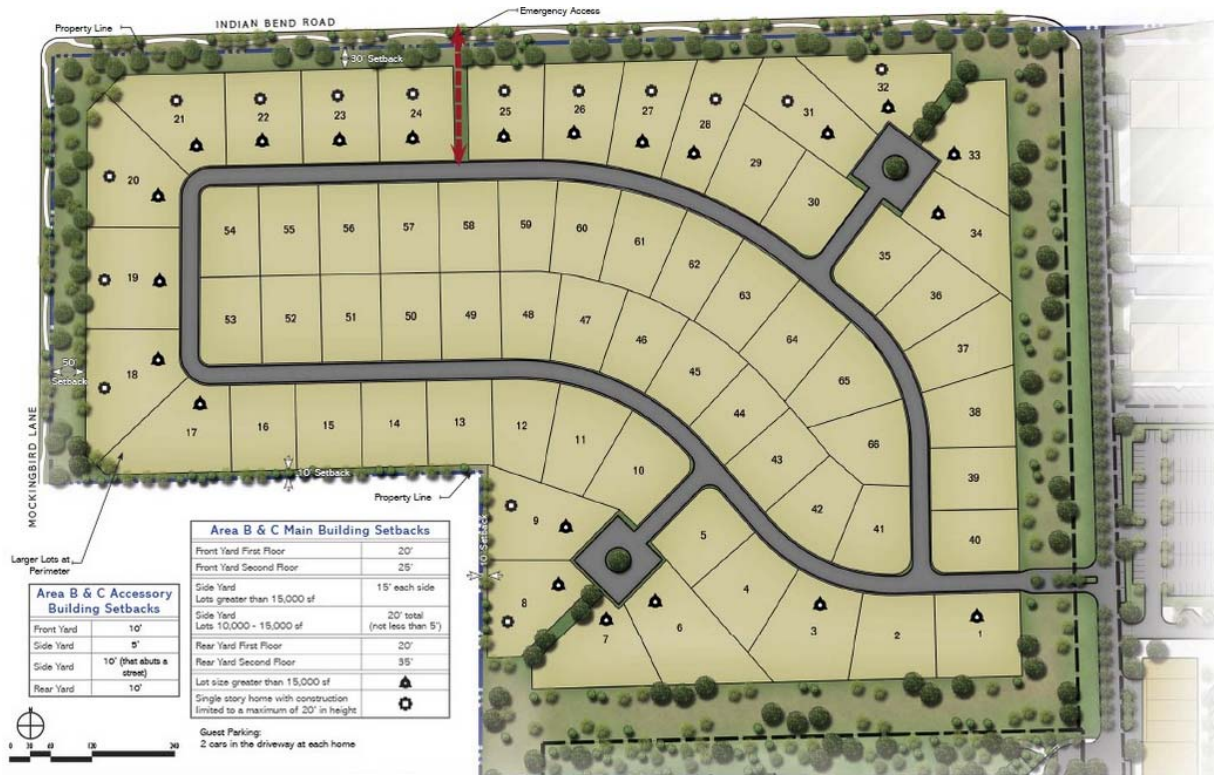 INDIAN BEND ROAD
Emergency Access
Property Line
30' Setback
21
22
23
24
25
26
27
28
31
32
29
30
33
34
20
19
18
17
35
36
37
38
39
40
54
55
56
57
58
59
60
61
62
63
64
65
66
53
52
51
50
49
48
47
46
45
44
43
42
41
16
15
14
13
12
11
10
9
8
7
6
5
4
3
2
1
50'
Setback
MOCKINGBIRD LANE
10' Setback
Property Line
Larger Lots at
Perimeter
Area B & C Accessory
Building Setbacks
Front Yard 10'
Side Yard 5'
Side Yard 10' (that abuts a
street)
Rear Yard 10'
Area B & C Main Building Setbacks
Front Yard First Floor 20'
Front Yard Second Floor 25'
Side Yard 15' each side
Lots greater than 15,000 sf
Side Yard 20' total
Lots 10,000 - 15,000 sf (not less than 5')
Rear Yard First Floor 20'
Rear Yard Second Floor 35'
Lot size greater than 15,000 sf
Single story home with construction
limited to a maximum of 20' in height
Guest Parking:
2 cars in the driveway at each home
N
0